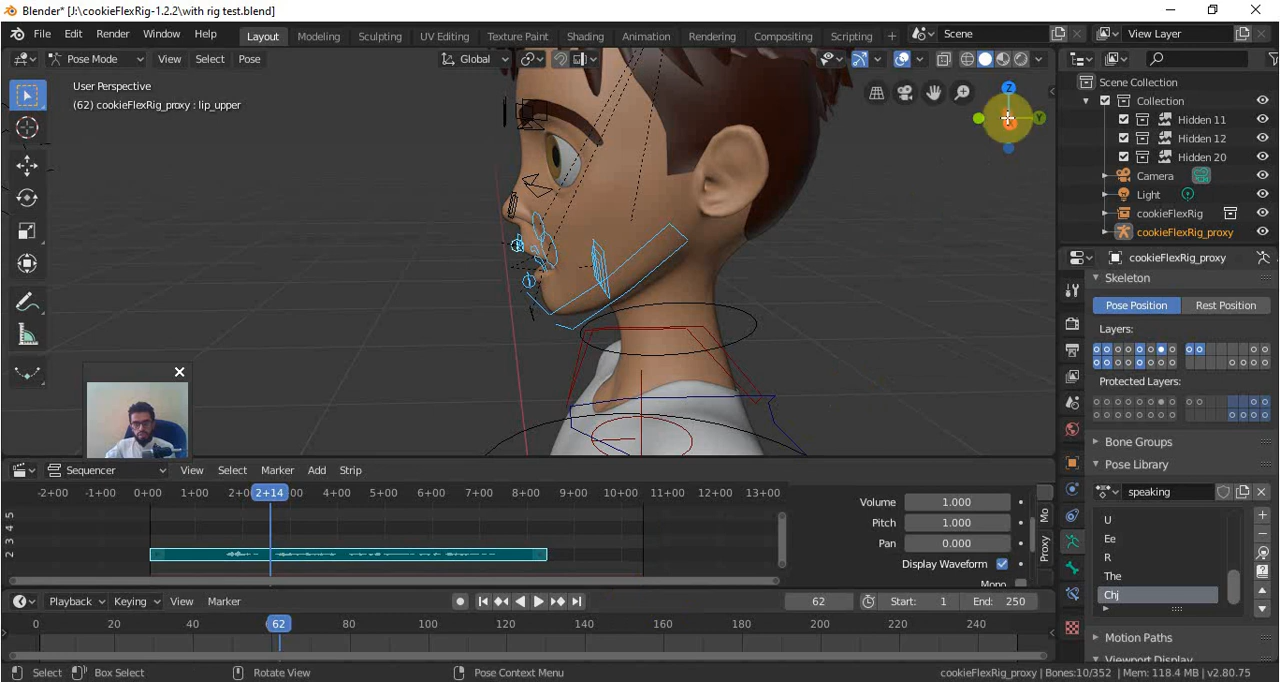 Blender* [J:\cookieFlexRig-1.2.2\with rig test.blend]
File Edit Render Window Help Layout Modeling Sculpting UV Editing Texture Paint Shading Animation Rendering Compositing Scripting + Scene View Layer
Pose Mode View Select Pose Global
User Perspective
(62) cookieFlexRig_proxy : lip_upper
Z
X
Y
Scene Collection
Collection
Hidden 11
Hidden 12
Hidden 20
Camera
Light
cookieFlexRig
cookieFlexRig_proxy
cookieFlexRig_proxy
Skeleton
Pose Position Rest Position
Layers:
Protected Layers:
Bone Groups
Pose Library
speaking
U
Ee
R
The
Chj
Motion Paths
Viewport Display
Sequencer View Select Marker Add Strip
-2+00 -1+00 0+00 1+00 2+0 2+14 3:00 4+00 5+00 6+00 7+00 8+00 9+00 10+00 11+00 12+00 13+00
5
4
3
2
Volume 1.000
Pitch 1.000
Pan 0.000
Display Waveform
Mono
Mo
Proxy
Playback Keying View Marker 62 Start: 1 End: 250
0 20 40 62 80 100 120 140 160 180 200 220 240
Select Box Select Rotate View Pose Context Menu cookieFlexRig_proxy | Bones:10/352 | Mem: 118.4 MB | v2.80.75